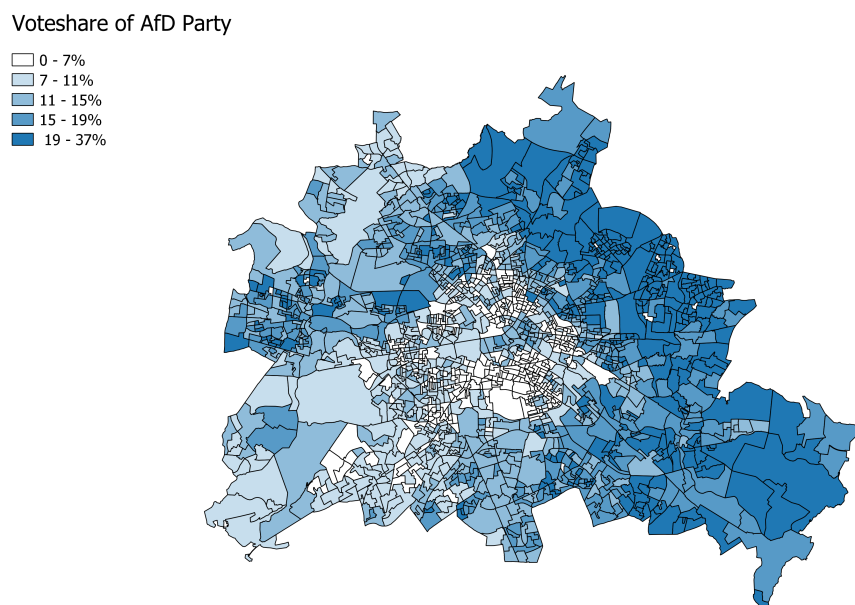 Voteshare of AfD Party
0 - 7%
7 - 11%
11 - 15%
15 - 19%
19 - 37%